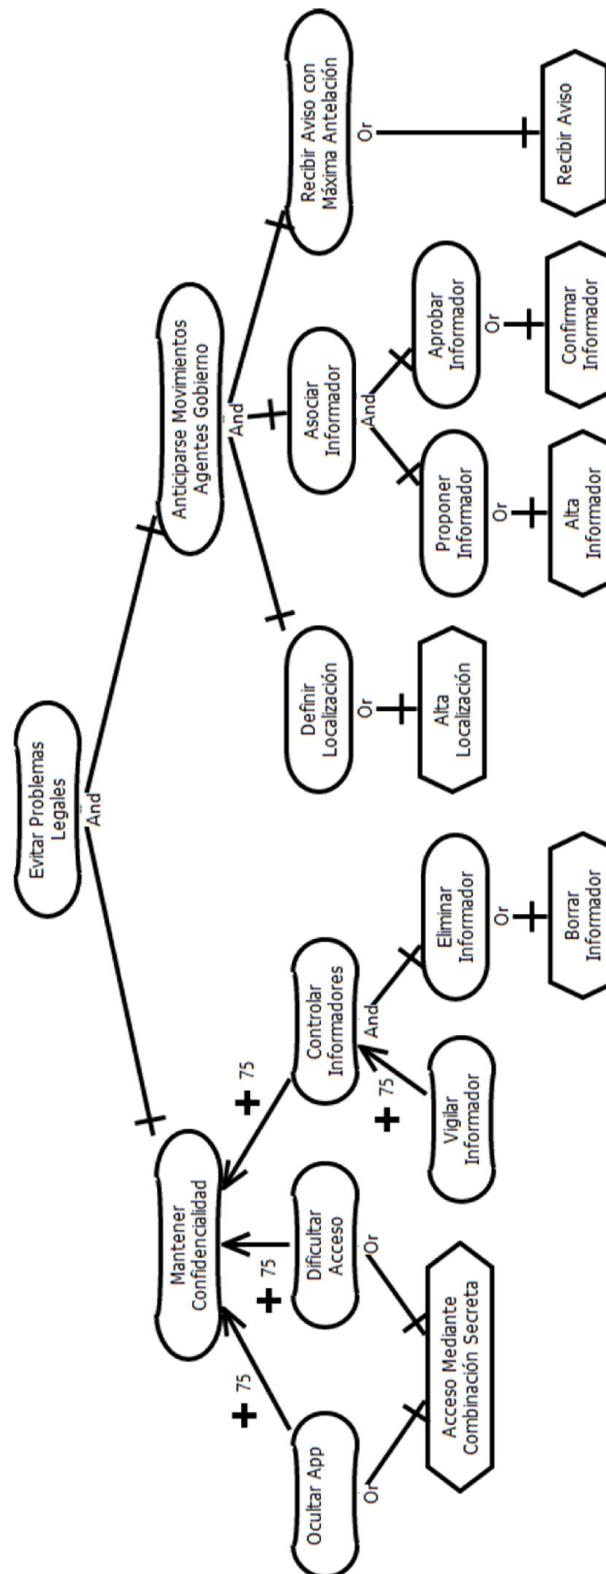 Evitar Problemas
Legales
And
Mantener
Confidencialidad
Anticiparse Movimientos
Agentes Gobierno
And
+ 75
+ 75
+ 75
Ocultar App
Or
Dificultar
Acceso
Or
Controlar
Informadores
And
+ 75
Definir
Localización
Or
Asociar
Informador
And
Recibir Aviso con
Máxima Antelación
Or
Acceso Mediante
Combinación Secreta
Vigilar
Informador
Eliminar
Informador
Or
Alta
Localización
Proponer
Informador
Or
Aprobar
Informador
Or
Borrar
Informador
Alta
Informador
Confirmar
Informador
Recibir Aviso